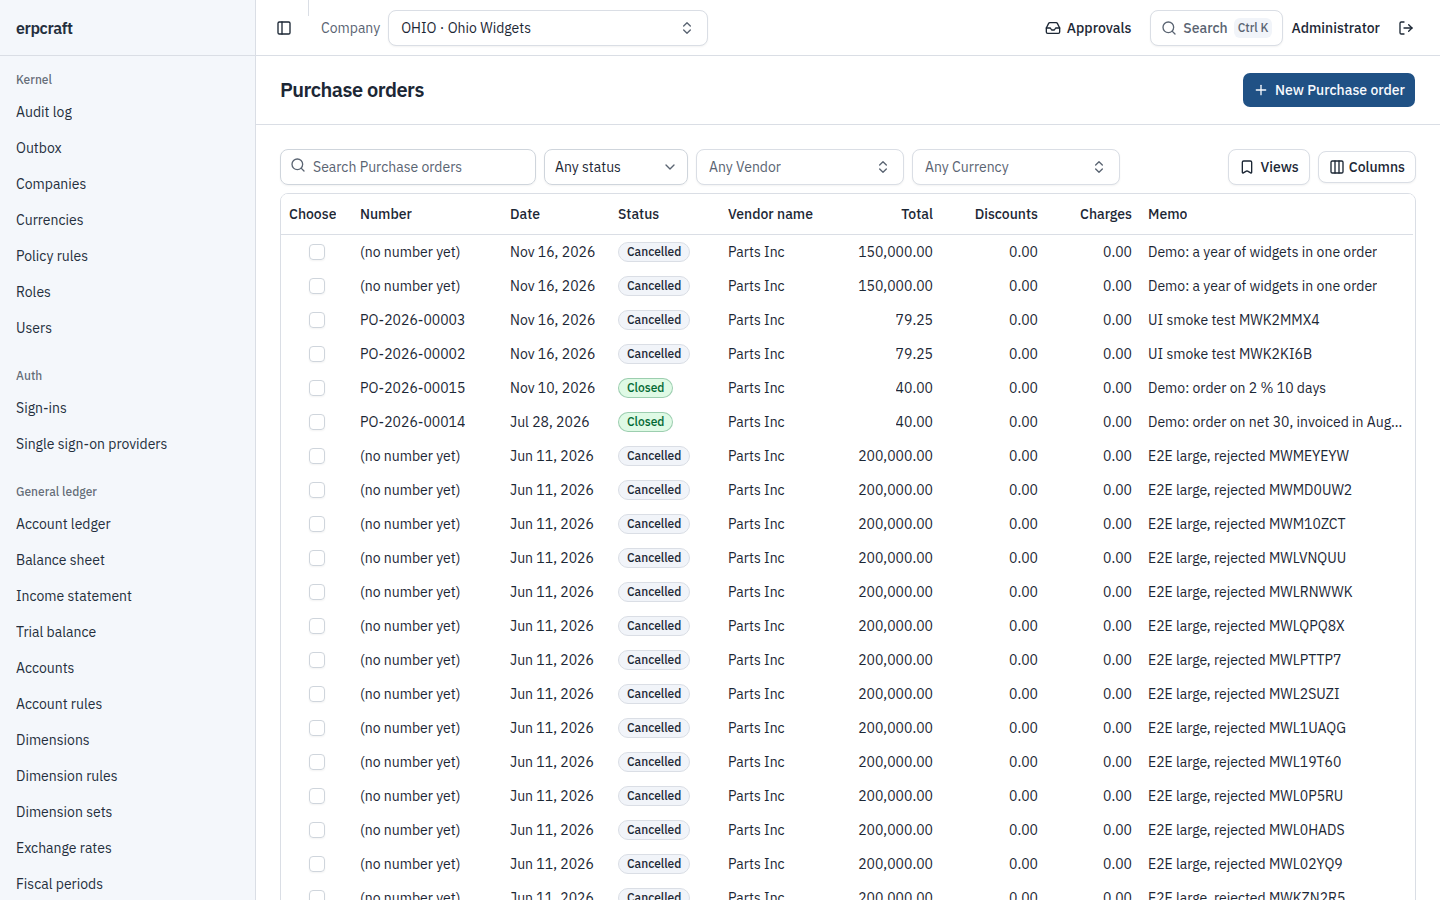 erpcraft
Company OHIO · Ohio Widgets Approvals Search Ctrl K Administrator
Kernel
Audit log
Outbox
Companies
Currencies
Policy rules
Roles
Users
Auth
Sign-ins
Single sign-on providers
General ledger
Account ledger
Balance sheet
Income statement
Trial balance
Accounts
Account rules
Dimensions
Dimension rules
Dimension sets
Exchange rates
Fiscal periods
Purchase orders New Purchase order
Search Purchase orders Any status Any Vendor Any Currency Views Columns
Choose Number Date Status Vendor name Total Discounts Charges Memo
(no number yet) Nov 16, 2026 Cancelled Parts Inc 150,000.00 0.00 0.00 Demo: a year of widgets in one order
(no number yet) Nov 16, 2026 Cancelled Parts Inc 150,000.00 0.00 0.00 Demo: a year of widgets in one order
PO-2026-00003 Nov 16, 2026 Cancelled Parts Inc 79.25 0.00 0.00 UI smoke test MWK2MMX4
PO-2026-00002 Nov 16, 2026 Cancelled Parts Inc 79.25 0.00 0.00 UI smoke test MWK2KI6B
PO-2026-00015 Nov 10, 2026 Closed Parts Inc 40.00 0.00 0.00 Demo: order on 2 % 10 days
PO-2026-00014 Jul 28, 2026 Closed Parts Inc 40.00 0.00 0.00 Demo: order on net 30, invoiced in Aug...
(no number yet) Jun 11, 2026 Cancelled Parts Inc 200,000.00 0.00 0.00 E2E large, rejected MWMEYEYW
(no number yet) Jun 11, 2026 Cancelled Parts Inc 200,000.00 0.00 0.00 E2E large, rejected MWMD0UW2
(no number yet) Jun 11, 2026 Cancelled Parts Inc 200,000.00 0.00 0.00 E2E large, rejected MWM10ZCT
(no number yet) Jun 11, 2026 Cancelled Parts Inc 200,000.00 0.00 0.00 E2E large, rejected MWLVNQUU
(no number yet) Jun 11, 2026 Cancelled Parts Inc 200,000.00 0.00 0.00 E2E large, rejected MWLRNWWK
(no number yet) Jun 11, 2026 Cancelled Parts Inc 200,000.00 0.00 0.00 E2E large, rejected MWLQPQ8X
(no number yet) Jun 11, 2026 Cancelled Parts Inc 200,000.00 0.00 0.00 E2E large, rejected MWLPTTP7
(no number yet) Jun 11, 2026 Cancelled Parts Inc 200,000.00 0.00 0.00 E2E large, rejected MWL2SUZI
(no number yet) Jun 11, 2026 Cancelled Parts Inc 200,000.00 0.00 0.00 E2E large, rejected MWL1UAQG
(no number yet) Jun 11, 2026 Cancelled Parts Inc 200,000.00 0.00 0.00 E2E large, rejected MWL19T60
(no number yet) Jun 11, 2026 Cancelled Parts Inc 200,000.00 0.00 0.00 E2E large, rejected MWL0P5RU
(no number yet) Jun 11, 2026 Cancelled Parts Inc 200,000.00 0.00 0.00 E2E large, rejected MWL0HADS
(no number yet) Jun 11, 2026 Cancelled Parts Inc 200,000.00 0.00 0.00 E2E large, rejected MWL02YQ9
(no number yet) Jun 11, 2026 Cancelled Parts Inc 200,000.00 0.00 0.00 E2E large, rejected MWKZN2R5